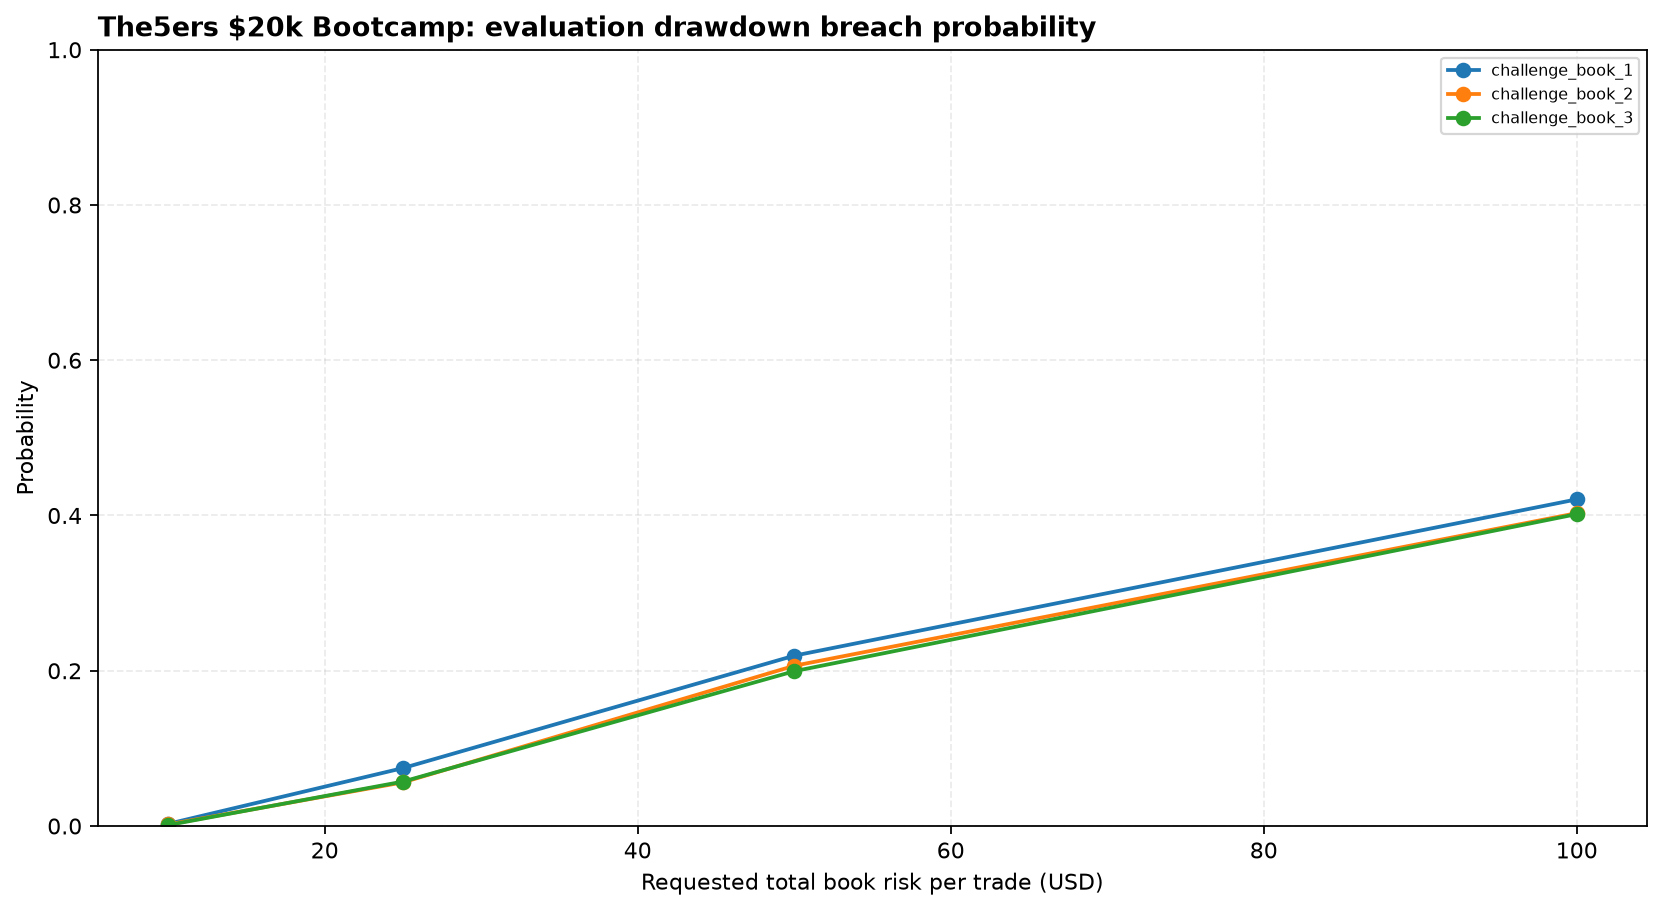 The5ers $20k Bootcamp: evaluation drawdown breach probability
1.0
0.8
0.6
0.4
0.2
0.0
Probability
challenge_book_1
challenge_book_2
challenge_book_3
20
40
60
80
100
Requested total book risk per trade (USD)